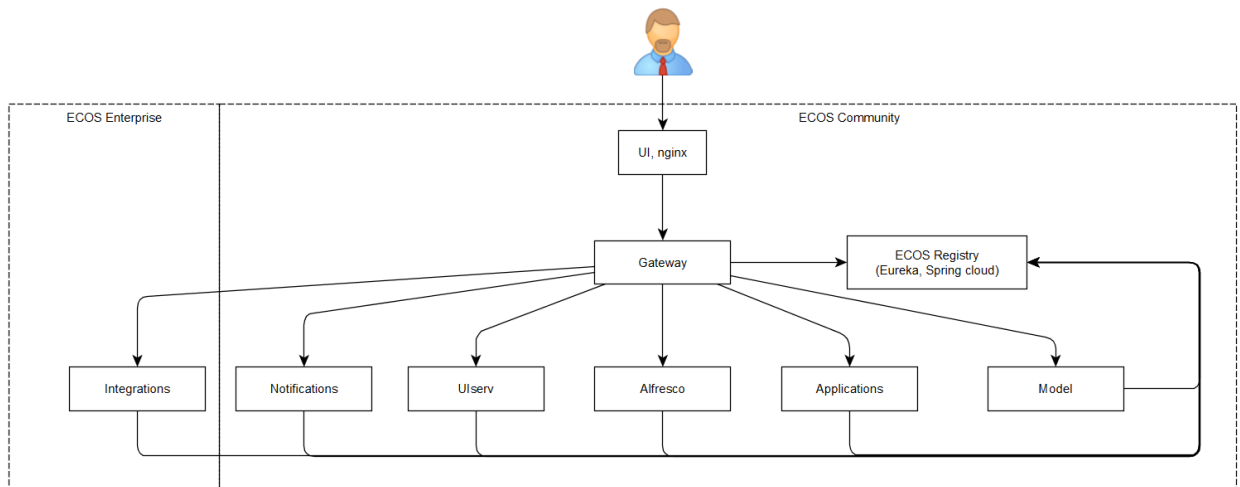 ECOS Enterprise
ECOS Community
UI, nginx
Gateway
ECOS Registry
(Eureka, Spring cloud)
Integrations
Notifications
UIserv
Alfresco
Applications
Model